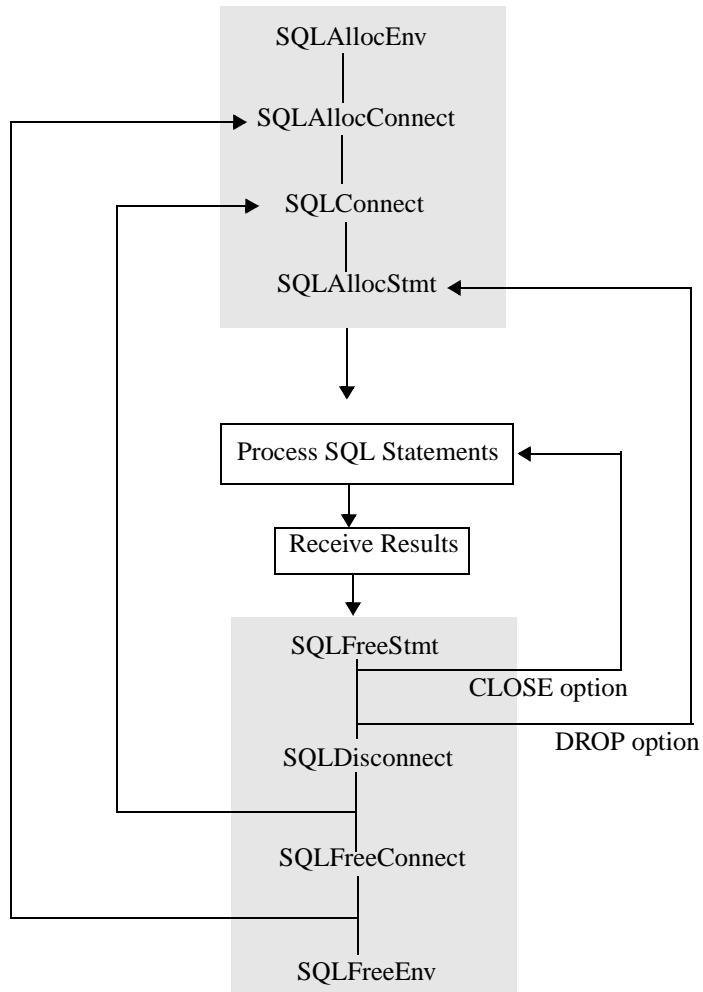 SQLAllocEnv
SQLAllocConnect
SQLConnect
SQLAllocStmt
Process SQL Statements
Receive Results
SQLFreeStmt
CLOSE option
DROP option
SQLDisconnect
SQLFreeConnect
SQLFreeEnv